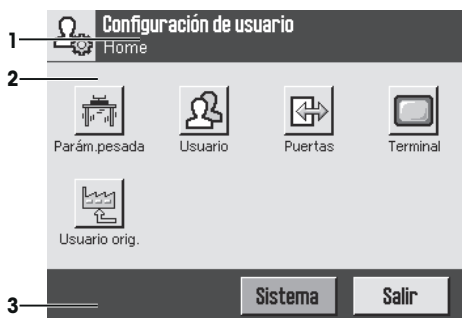 Configuración de usuario
Home
1
2
Parám.pesada
Usuario
Puertas
Terminal
Usuario orig.
3
Sistema
Salir